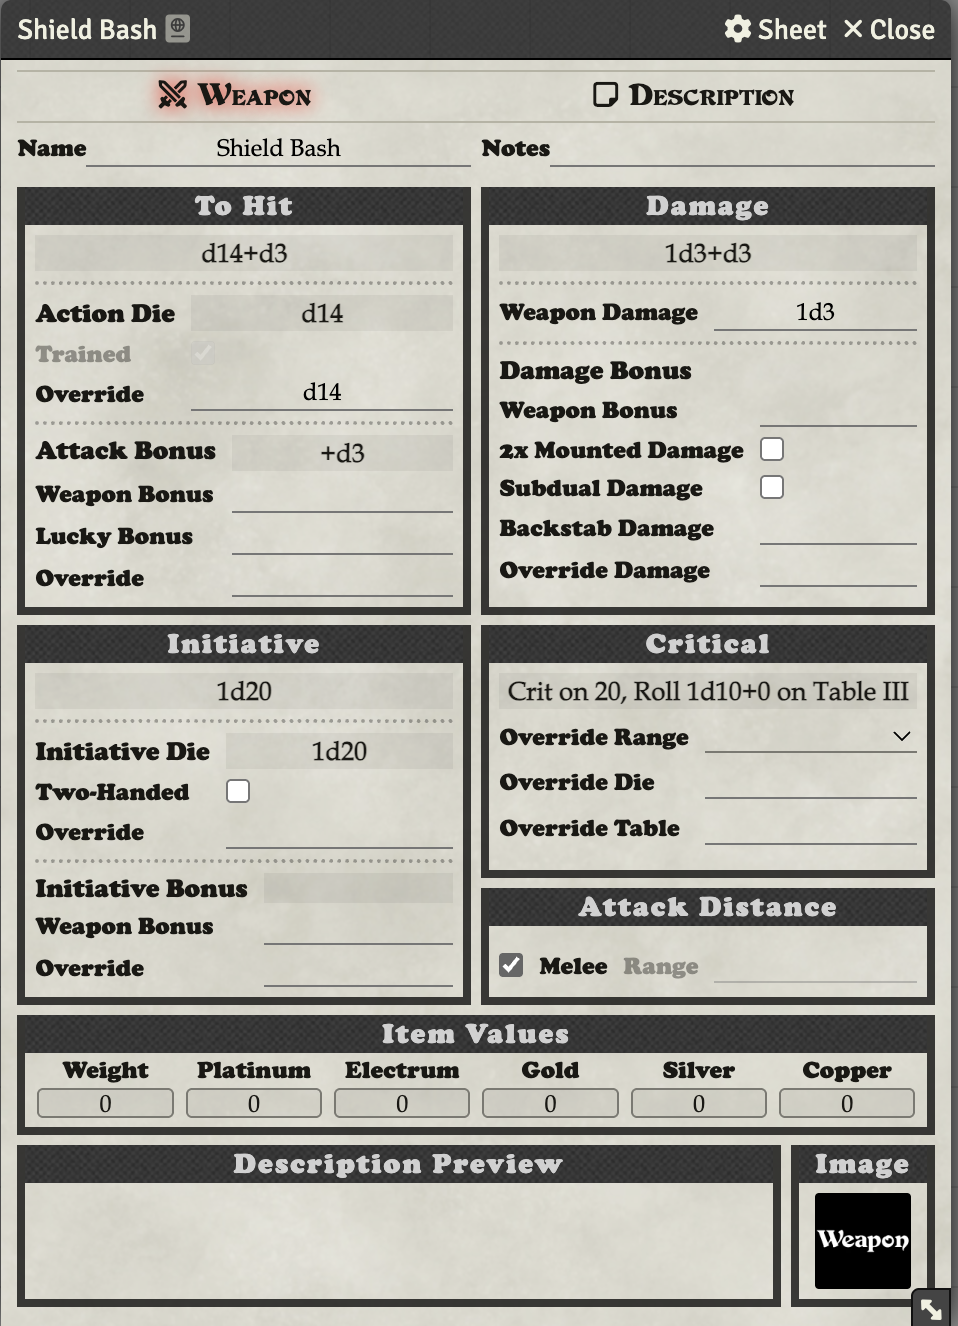 Shield Bash Sheet Close
Weapon Description
Name Shield Bash Notes
To Hit
d14+d3
Action Die d14
Trained
Override d14
Attack Bonus +d3
Weapon Bonus
Lucky Bonus
Override
Damage
1d3+d3
Weapon Damage 1d3
Damage Bonus
Weapon Bonus
2x Mounted Damage
Subdual Damage
Backstab Damage
Override Damage
Initiative
1d20
Initiative Die 1d20
Two-Handed
Override
Initiative Bonus
Weapon Bonus
Override
Critical
Crit on 20, Roll 1d10+0 on Table III
Override Range
Override Die
Override Table
Attack Distance
Melee Range
Item Values
Weight Platinum Electrum Gold Silver Copper
0 0 0 0 0 0
Description Preview
Image
Weapon